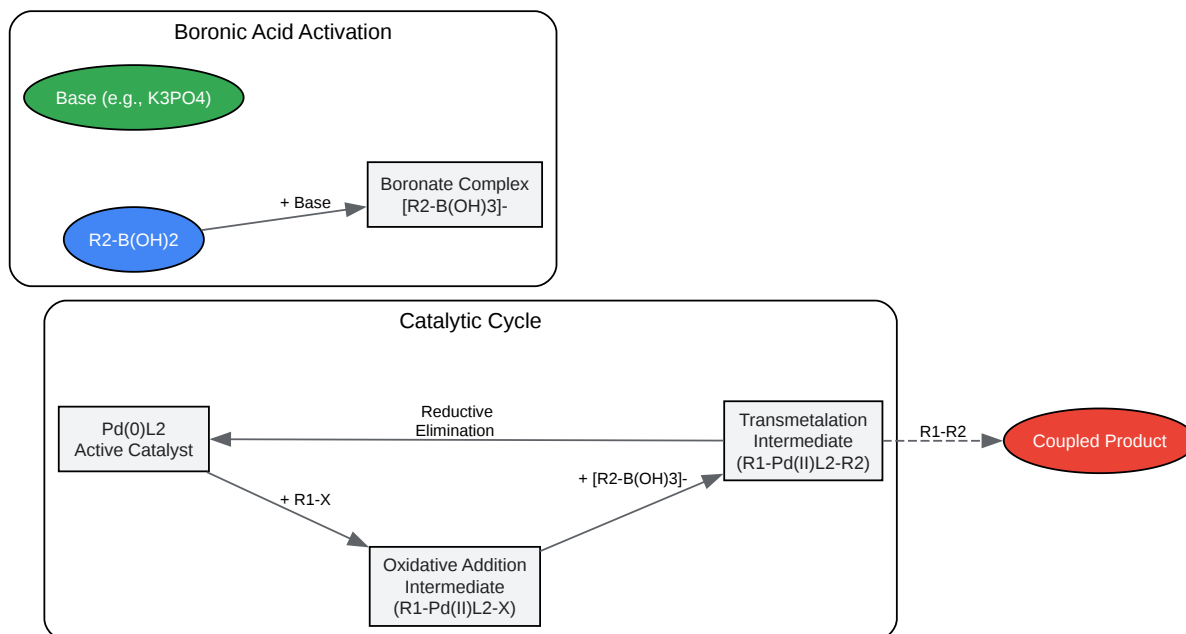 Boronic Acid Activation
Base (e.g., K3PO4)
Boronate Complex
[R2-B(OH)3]-
+ Base
R2-B(OH)2
Catalytic Cycle
Pd(0)L2
Active Catalyst
Reductive
Elimination
Transmetalation
Intermediate
(R1-Pd(II)L2-R2)
R1-R2
Coupled Product
+ R1-X
+ [R2-B(OH)3]-
Oxidative Addition
Intermediate
(R1-Pd(II)L2-X)